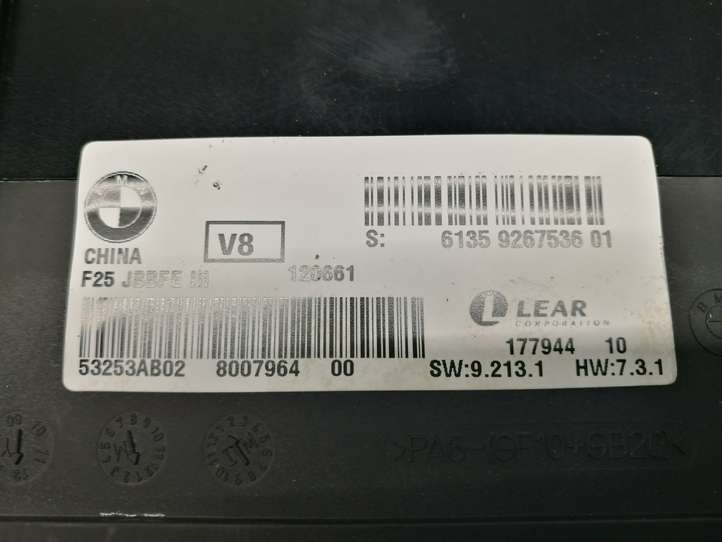 CHINA
V8
S: 6135 9267536 01
F25 JBBFE III
120661
LEAR
CORPORATION
177944 10
53253AB02 8007964 00 SW:9.213.1 HW:7.3.1